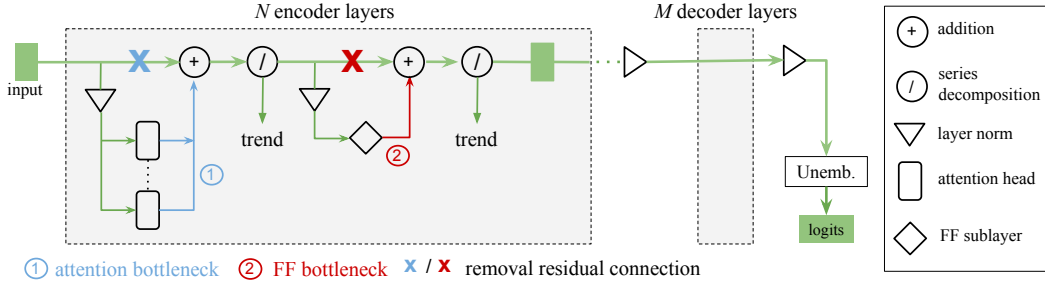 N encoder layers
M decoder layers
X
+
/
X
+
/
input
trend
trend
1
2
Unemb.
logits
+
addition
/
series
decomposition
layer norm
attention head
FF sublayer
1 attention bottleneck
2 FF bottleneck
X / X removal residual connection